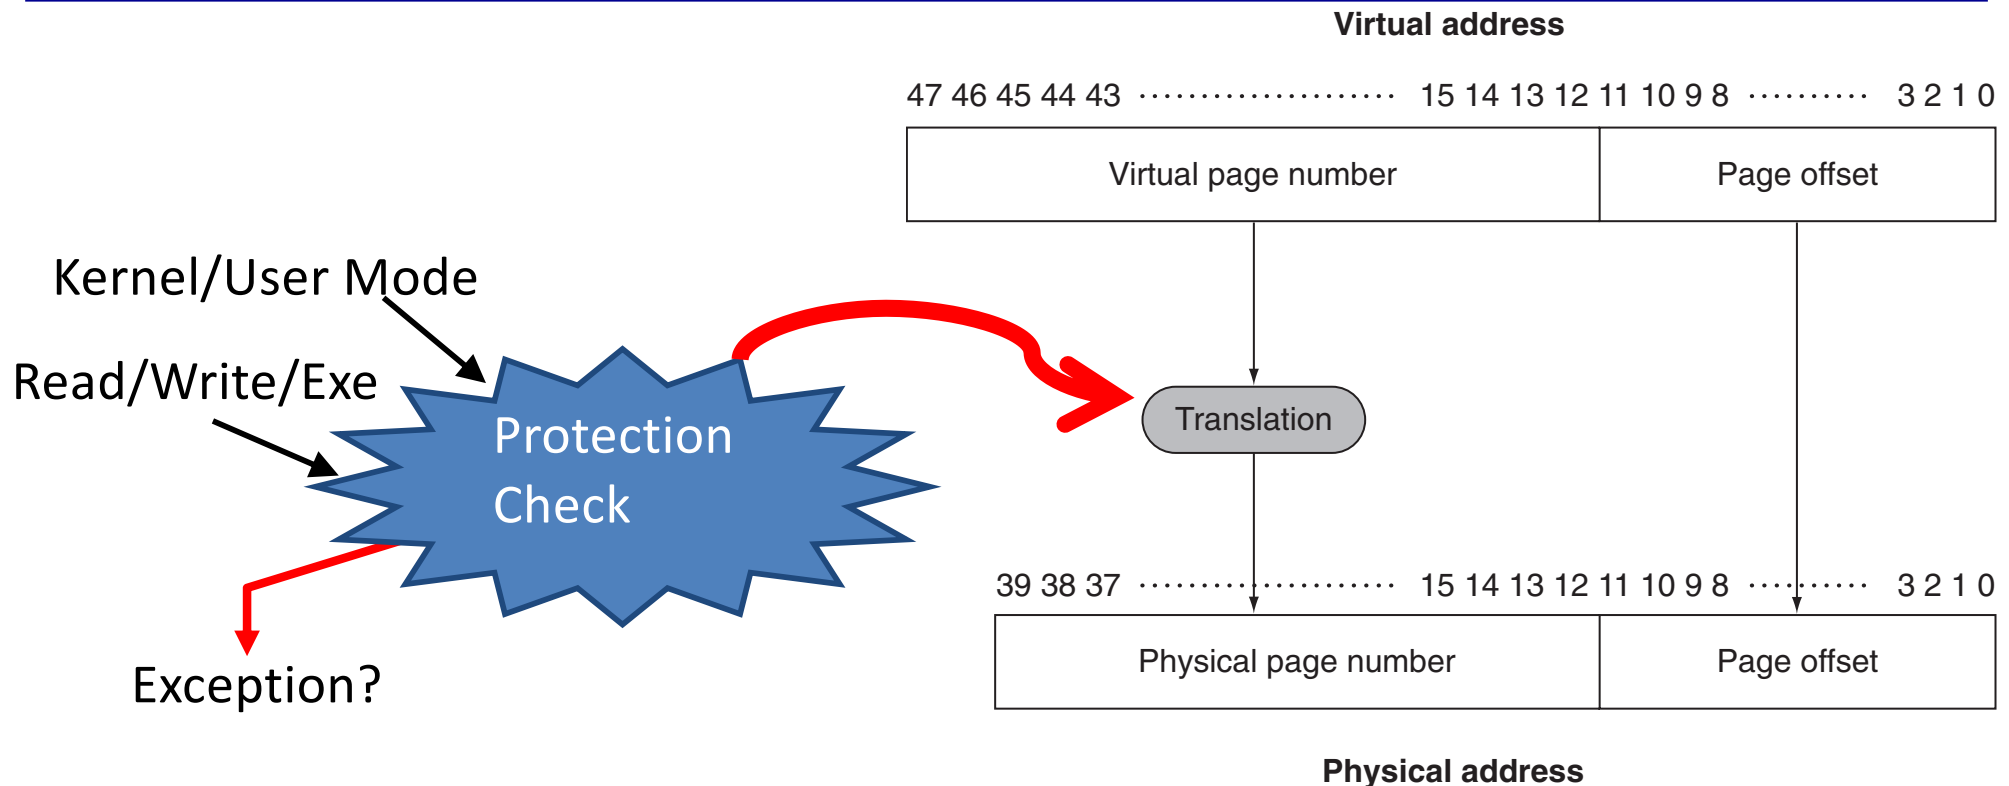 Virtual address
47 46 45 44 43 ····················· 15 14 13 12 11 10 9 8 ·········· 3 2 1 0
Virtual page number Page offset
Kernel/User Mode
Read/Write/Exe
Protection
Check
Translation
39 38 37 ····················· 15 14 13 12 11 10 9 8 ·········· 3 2 1 0
Physical page number Page offset
Exception?
Physical address